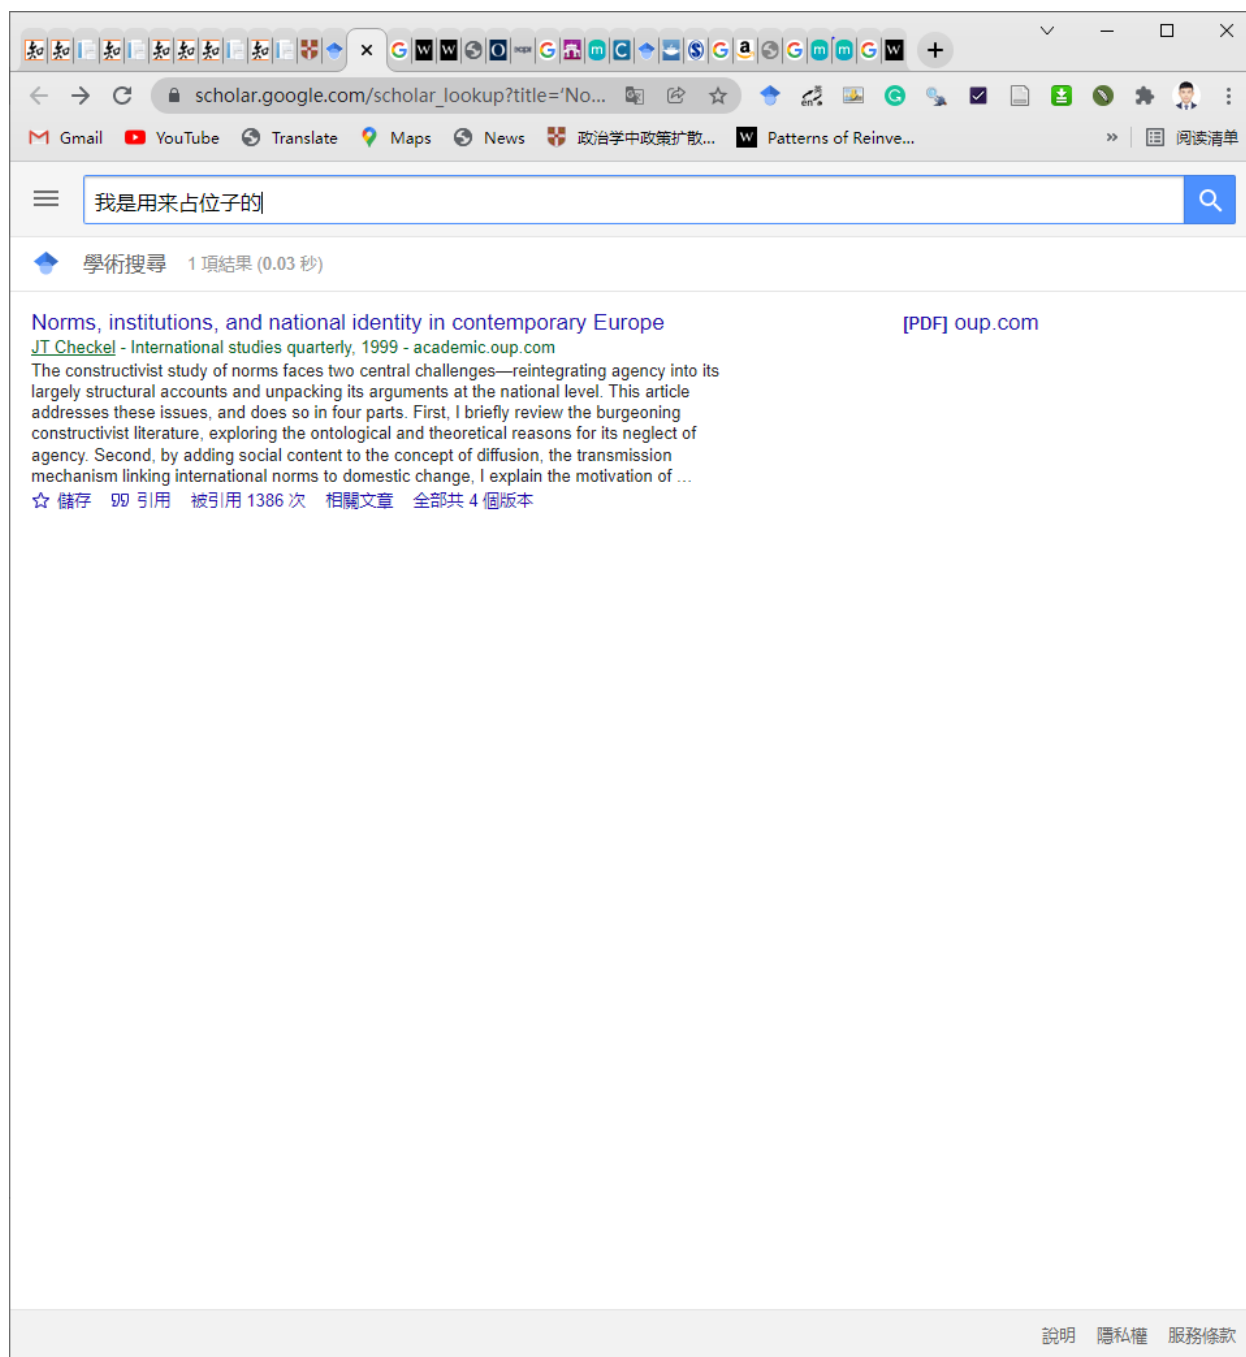 scholar.google.com/scholar_lookup?title='No...
Gmail YouTube Translate Maps News 政治学中政策扩散... Patterns of Reinve... » 阅读清单
我是用来占位子的
學術搜尋 1 項結果 (0.03 秒)
Norms, institutions, and national identity in contemporary Europe [PDF] oup.com
JT Checkel - International studies quarterly, 1999 - academic.oup.com
The constructivist study of norms faces two central challenges—reintegrating agency into its
largely structural accounts and unpacking its arguments at the national level. This article
addresses these issues, and does so in four parts. First, I briefly review the burgeoning
constructivist literature, exploring the ontological and theoretical reasons for its neglect of
agency. Second, by adding social content to the concept of diffusion, the transmission
mechanism linking international norms to domestic change, I explain the motivation of …
儲存 引用 被引用 1386 次 相關文章 全部共 4 個版本
說明 隱私權 服務條款